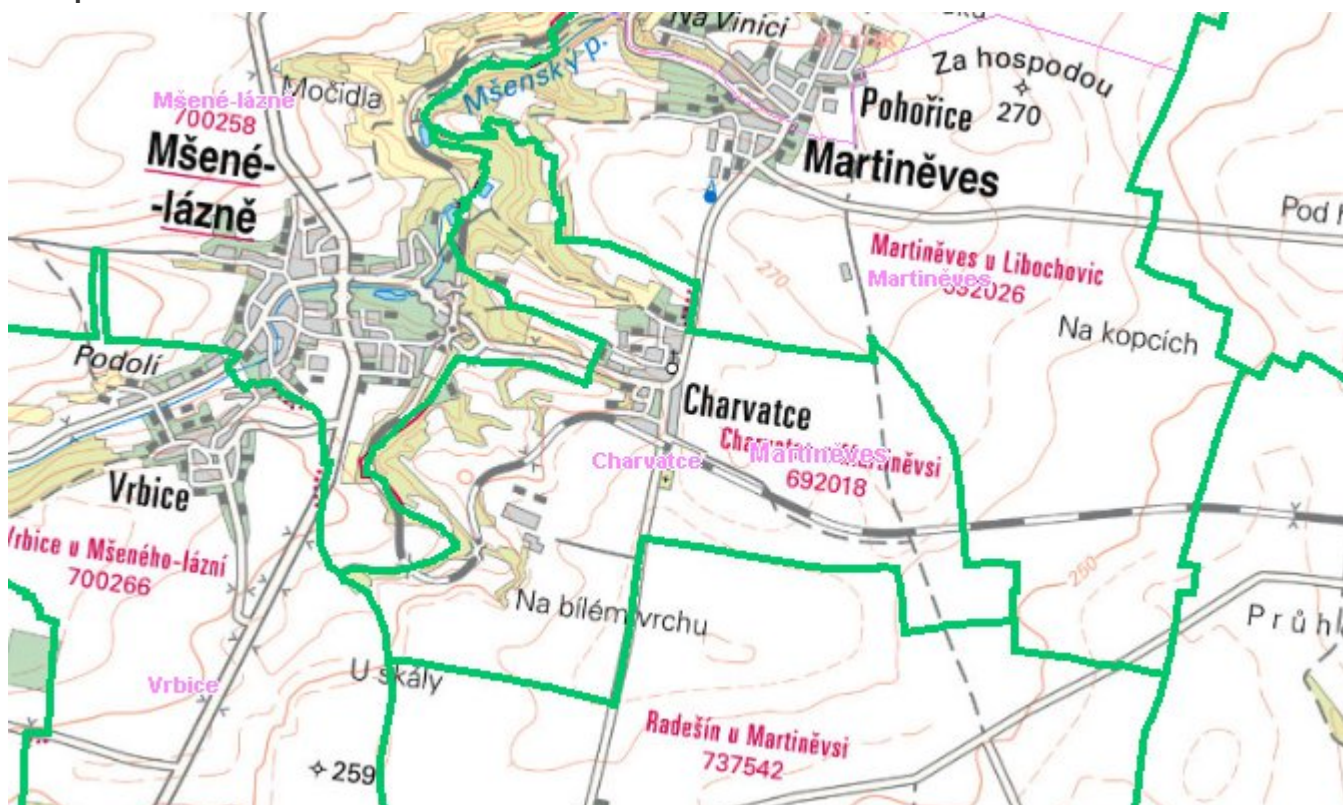 Na Vinici
Mšenský p.
Za hospodou
270
Močidla
Mšené-lázně
700258
Pohořice
Mšené-
-lázně
Martiněves
Pod
Martiněves u Libochovic
Martiněves
692026
270
Na kopcích
Podolí
Charvatce
Charvatce
Martiněves
692018
Vrbice
Vrbice u Mšeného-lázní
700266
250
Na bílém vrchu
Průhl
U skály
Vrbice
Radešín u Martiněvsi
737542
259